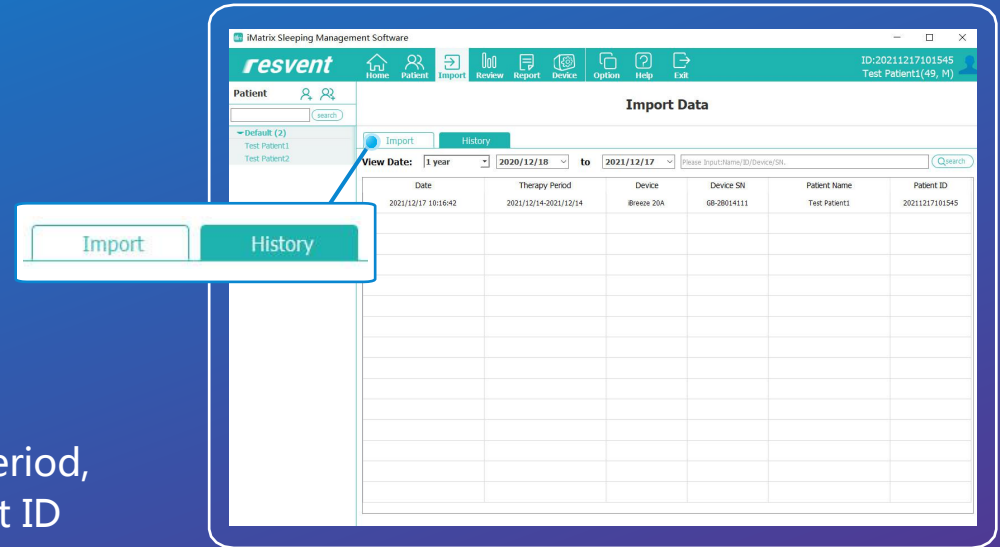 iMatrix Sleeping Management Software
resvent
Home Patient Import Review Report Device Option Help Exit
ID:20211217101545
Test Patient1(49, M)
Patient
search
Default (2)
Test Patient1
Test Patient2
Import Data
Import History
View Date: 1 year 2020/12/18 to 2021/12/17 Please Input:Name/ID/Device/SN. search
Date Therapy Period Device Device SN Patient Name Patient ID
2021/12/17 10:16:42 2021/12/14-2021/12/14 iBreeze 20A GB-2B014111 Test Patient1 20211217101545
Import History
eriod,
t ID